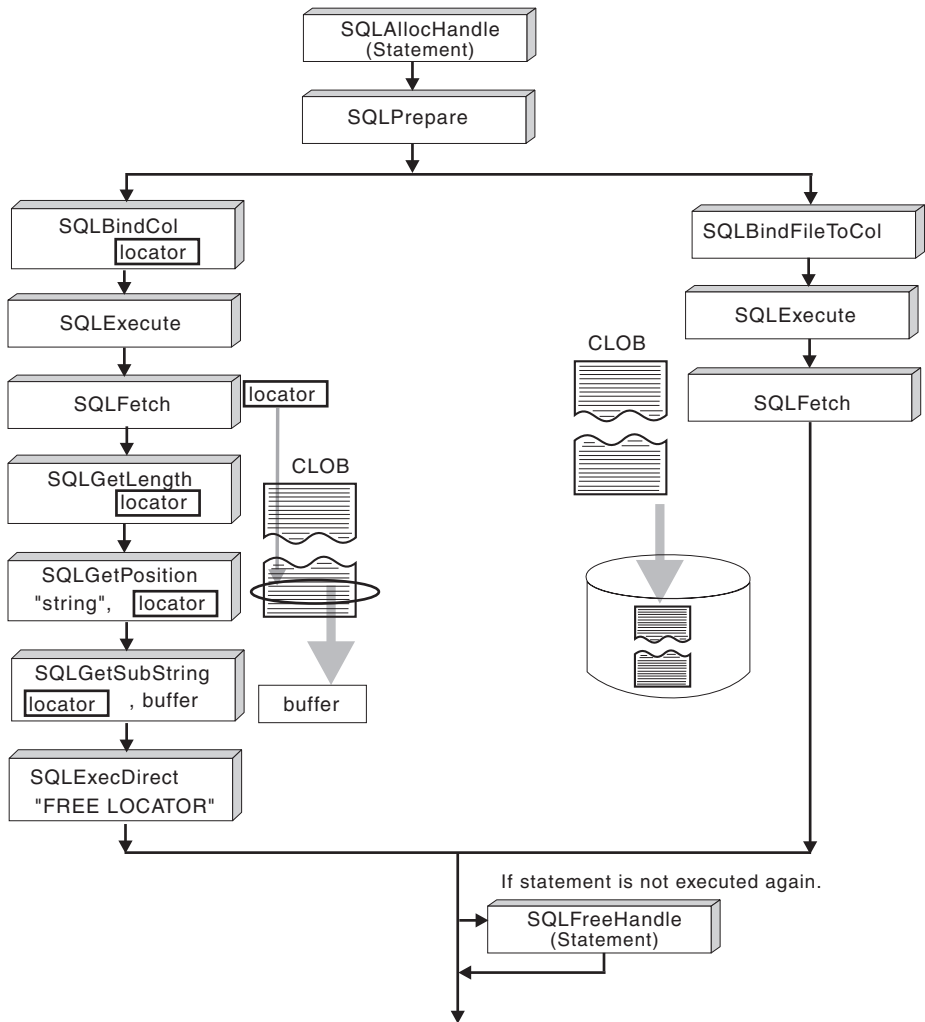 SQLAllocHandle
(Statement)
SQLPrepare
SQLBindCol
locator
SQLExecute
SQLFetch
locator
CLOB
SQLGetLength
locator
SQLGetPosition
"string", locator
SQLGetSubString
locator , buffer
buffer
SQLExecDirect
"FREE LOCATOR"
SQLBindFileToCol
SQLExecute
CLOB
SQLFetch
If statement is not executed again.
SQLFreeHandle
(Statement)